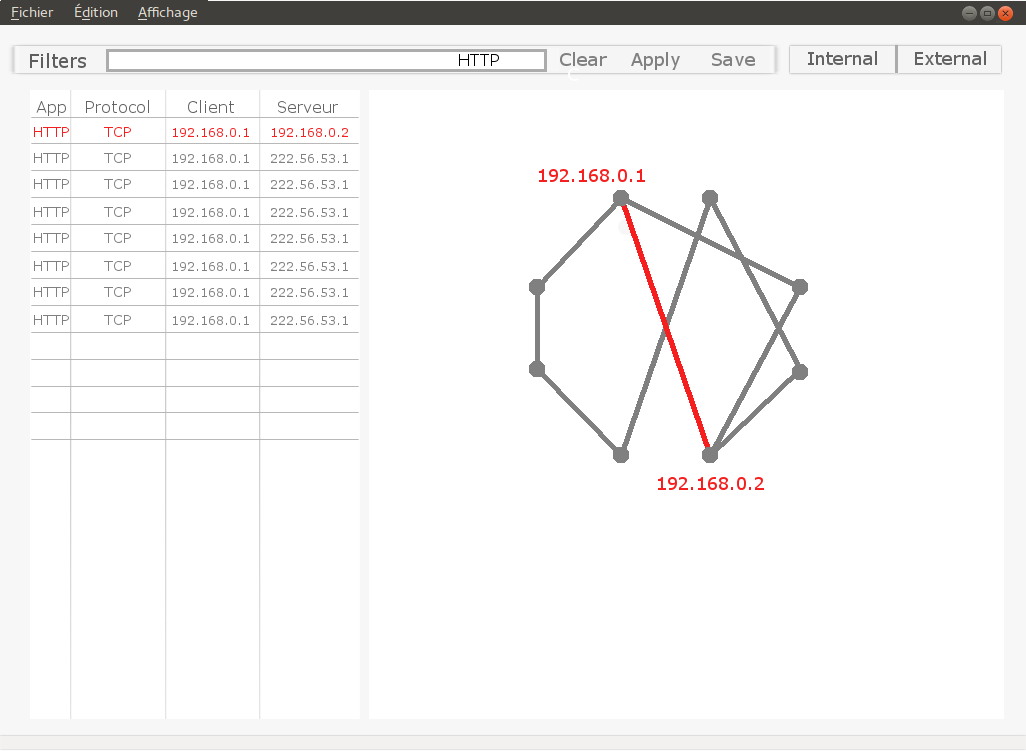 Fichier Édition Affichage
Filters HTTP Clear Apply Save Internal External
App Protocol Client Serveur
HTTP TCP 192.168.0.1 192.168.0.2
HTTP TCP 192.168.0.1 222.56.53.1
HTTP TCP 192.168.0.1 222.56.53.1
HTTP TCP 192.168.0.1 222.56.53.1
HTTP TCP 192.168.0.1 222.56.53.1
HTTP TCP 192.168.0.1 222.56.53.1
HTTP TCP 192.168.0.1 222.56.53.1
HTTP TCP 192.168.0.1 222.56.53.1
192.168.0.1
192.168.0.2